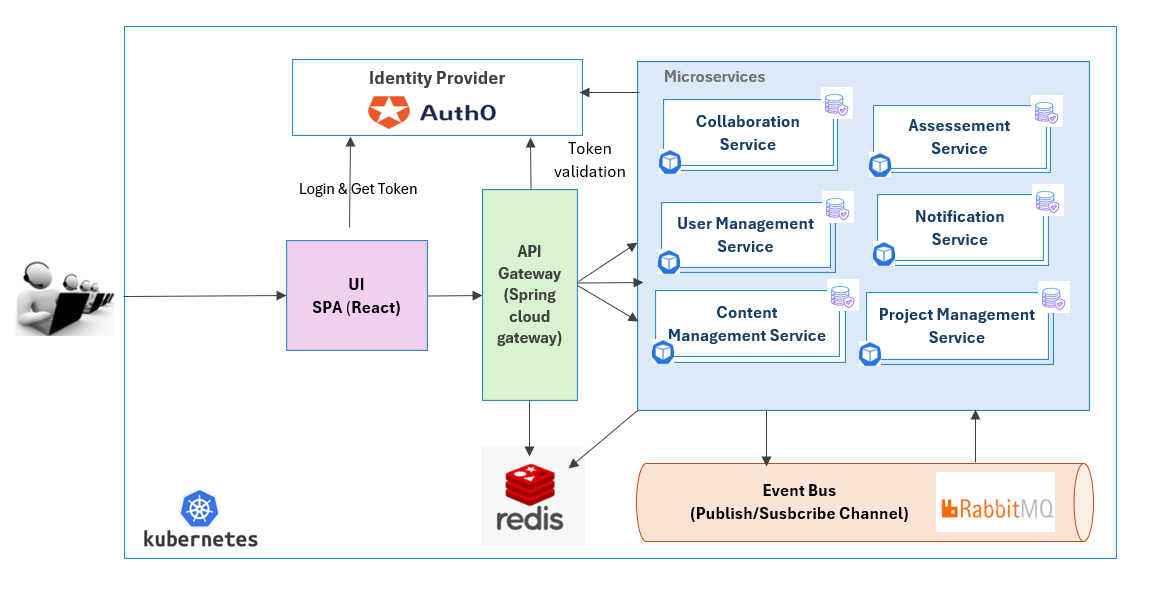 Identity Provider
Auth0
Microservices
Collaboration
Service
Assessement
Service
Token
validation
Login & Get Token
User Management
Service
Notification
Service
API
Gateway
(Spring
cloud
gateway)
UI
SPA (React)
Content
Management Service
Project Management
Service
redis
Event Bus
(Publish/Susbcribe Channel)
RabbitMQ
kubernetes